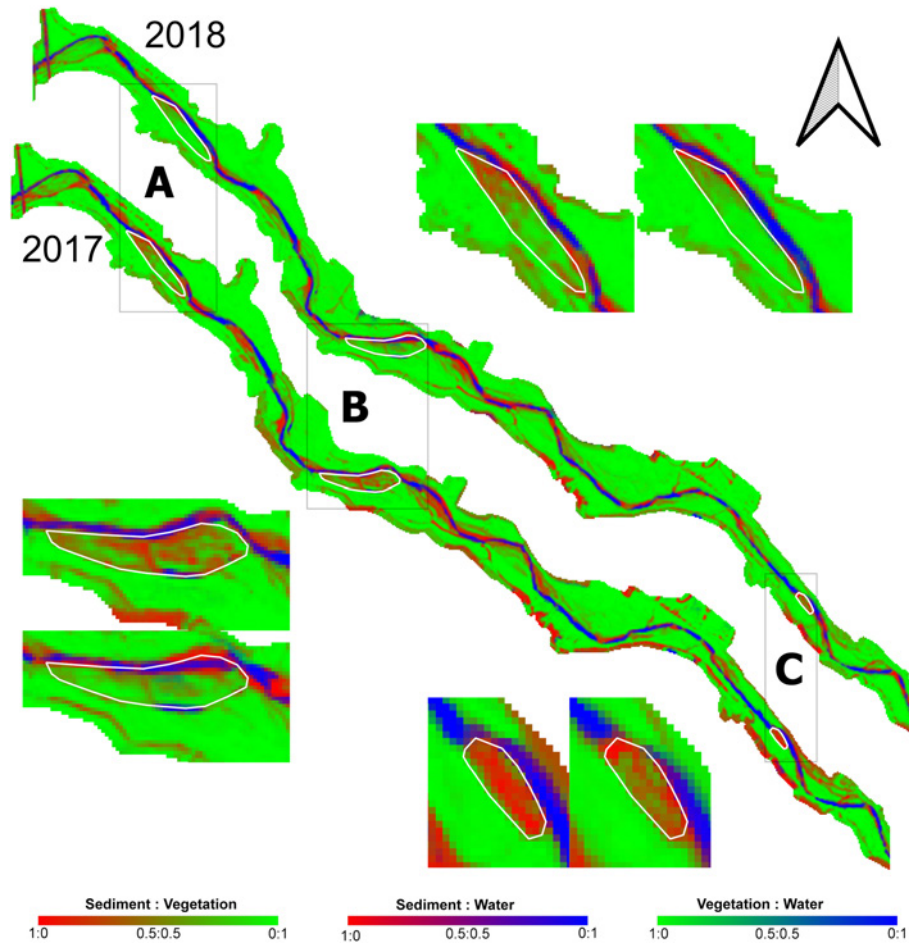 2018
A
2017
B
C
Sediment : Vegetation
1:0 0.5:0.5 0:1
Sediment : Water
1:0 0.5:0.5 0:1
Vegetation : Water
1:0 0.5:0.5 0:1